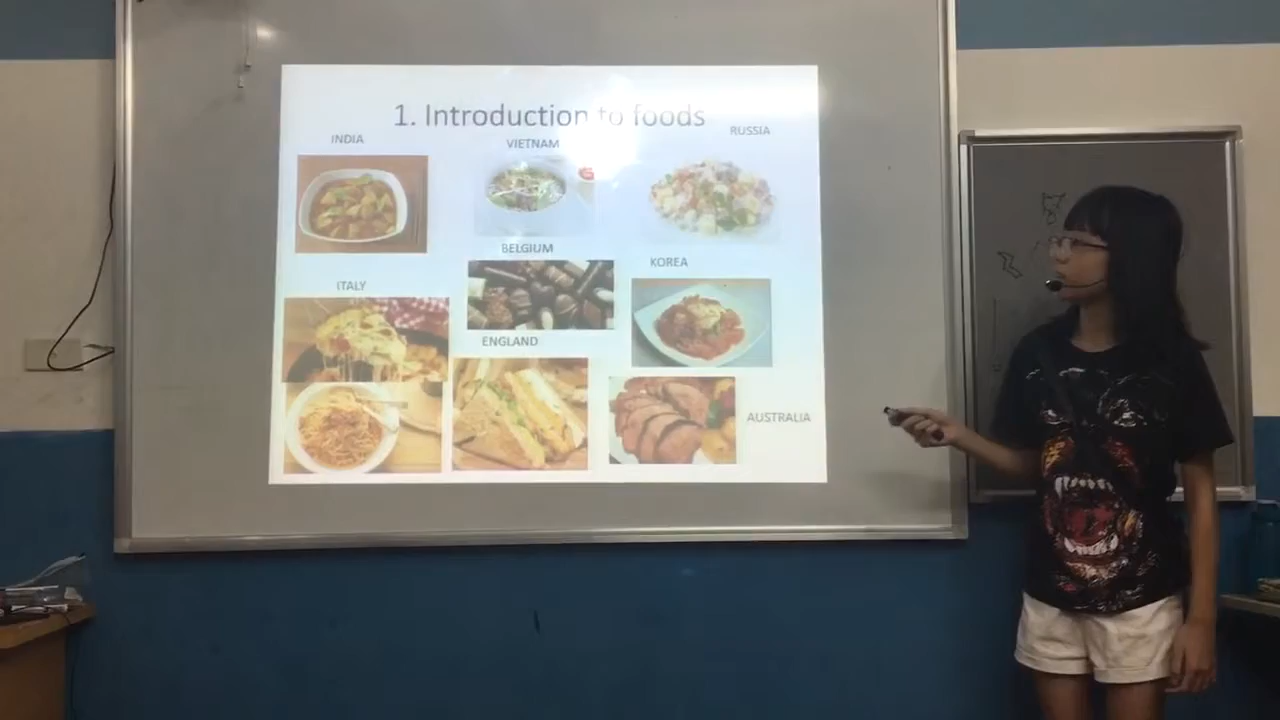 1. Introduction to foods
INDIA
VIETNAM
RUSSIA
BELGIUM
KOREA
ITALY
ENGLAND
AUSTRALIA